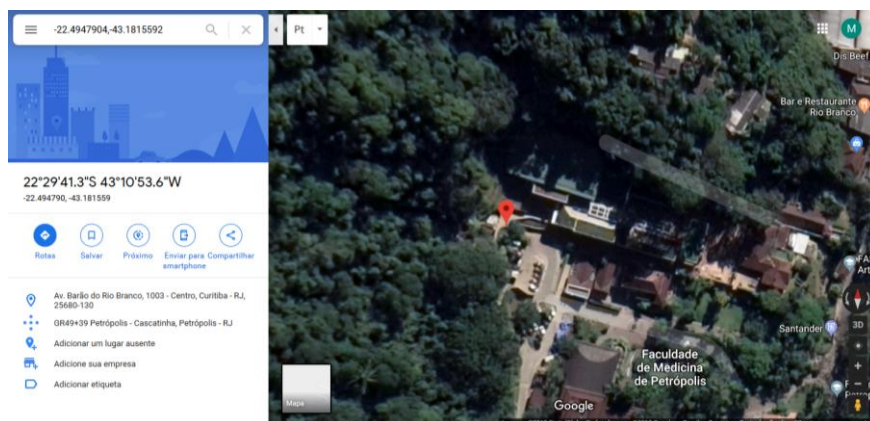 -22.4947904,-43.1815592
Pt
M
22°29'41.3"S 43°10'53.6"W
-22.494790, -43.181559
Rotas
Salvar
Próximo
Enviar para
smartphone
Compartilhar
Av. Barão do Rio Branco, 1003 - Centro, Curitiba - RJ,
25680-130
GR49+39 Petrópolis - Cascatinha, Petrópolis - RJ
Adicionar um lugar ausente
Adicione sua empresa
Adicionar etiqueta
Dis Beef
Bar e Restaurante
Rio Branco
FA
Art
Santander
3D
Faculdade
de Medicina
de Petrópolis
Mapa
Google